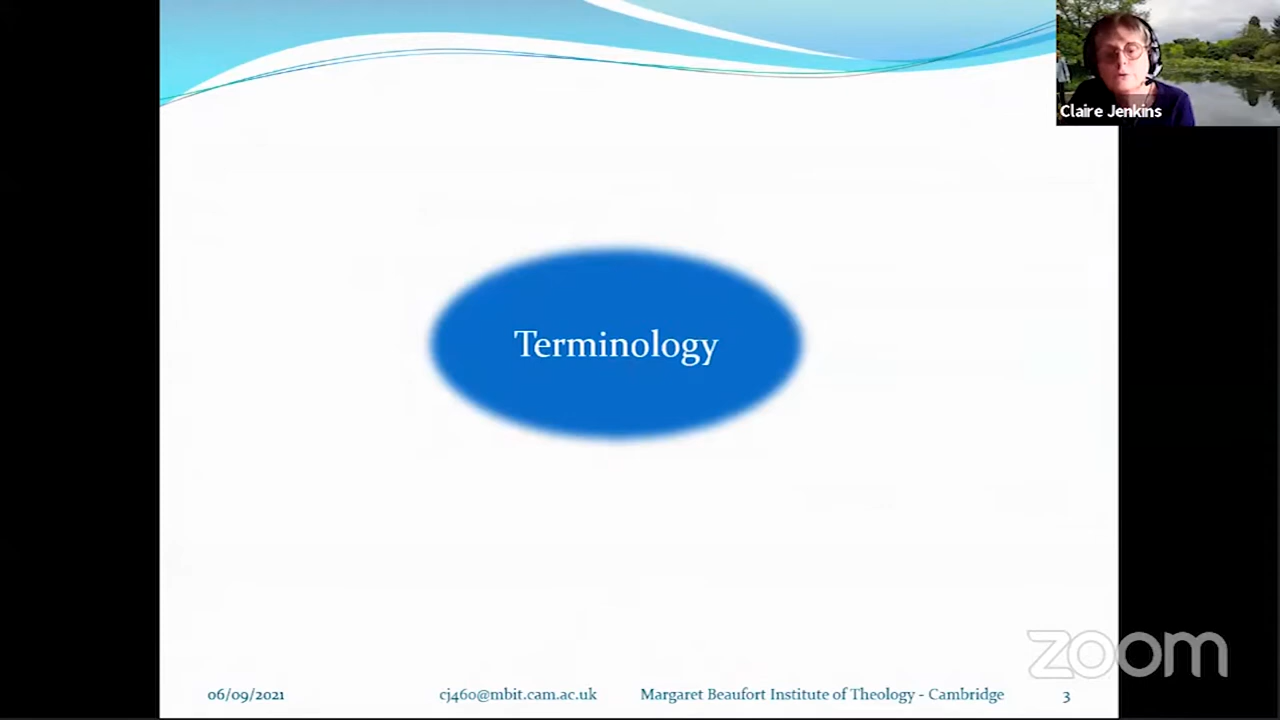 Claire Jenkins
Terminology
zoom
06/09/2021 cj460@mbit.cam.ac.uk Margaret Beaufort Institute of Theology - Cambridge 3